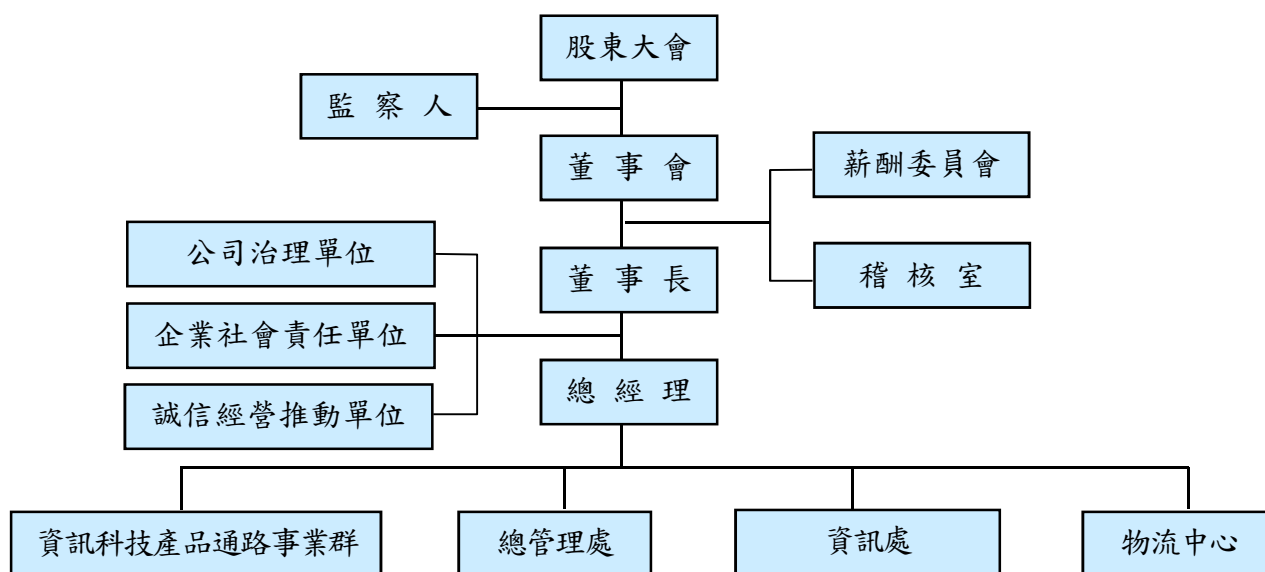 股東大會
監察人
董事會
薪酬委員會
公司治理單位
董事長
稽核室
企業社會責任單位
總經理
誠信經營推動單位
資訊科技產品通路事業群
總管理處
資訊處
物流中心